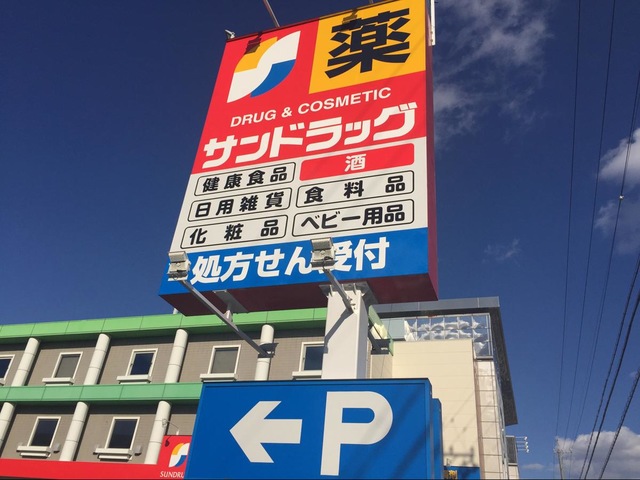 薬
DRUG & COSMETIC
サンドラッグ
健康食品 酒
日用雑貨 食料品
化粧品 ベビー用品
処方せん受付
P
SUNDRUG